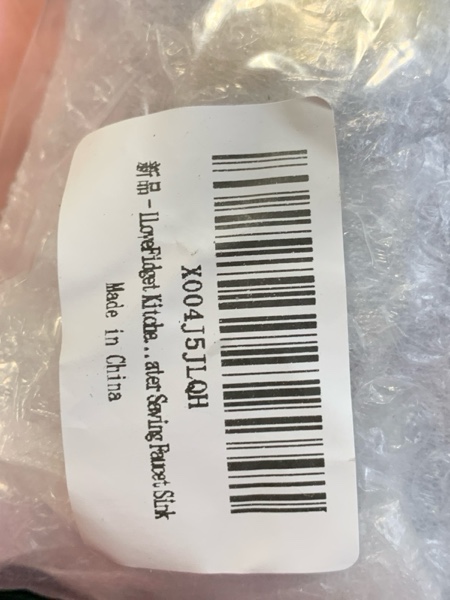 X004J5JLQH
新品 - ILoveFidget Kitche...ater Saving Faucet Sink
Made in China